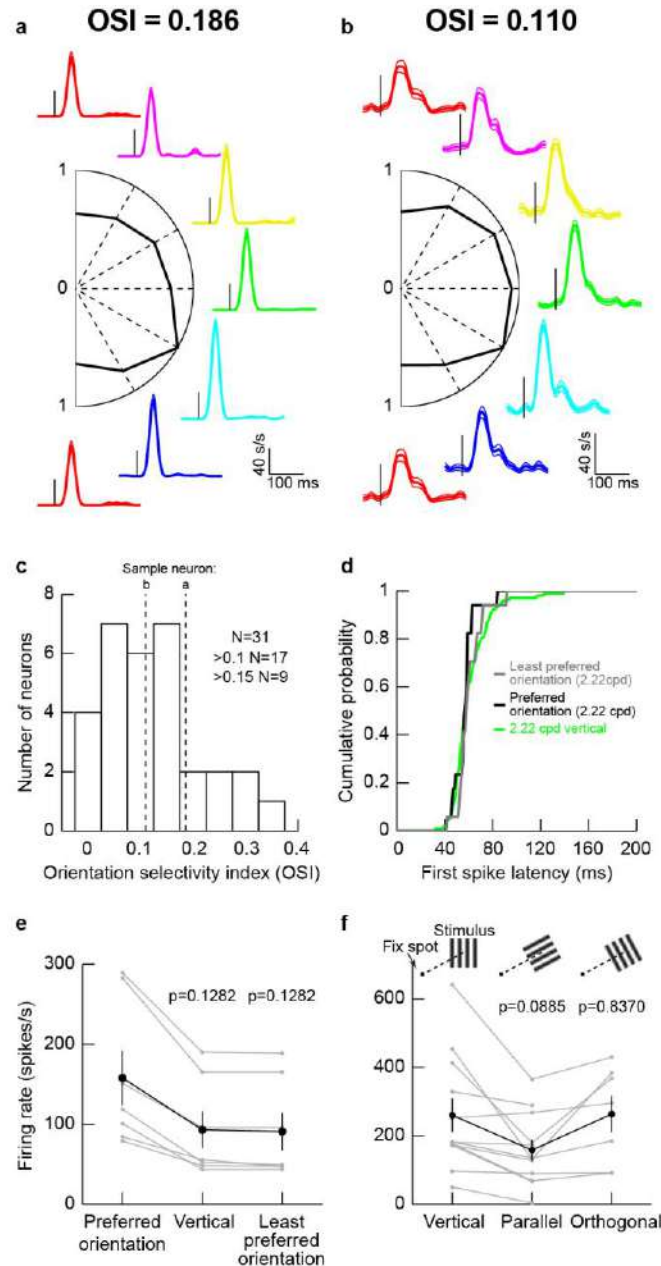 a
OSI = 0.186
b
OSI = 0.110
1
0
1
40 s/s
100 ms
1
0
1
40 s/s
100 ms
c
Sample neuron:
b
a
8
6
4
2
0
Number of neurons
N=31
>0.1 N=17
>0.15 N=9
0
0.1
0.2
0.3
0.4
Orientation selectivity index (OSI)
d
1
0.8
0.6
0.4
0.2
0
Cumulative probability
Least preferred
orientation (2.22cpd)
Preferred
orientation (2.22 cpd)
2.22 cpd vertical
0
40
80
120
160
200
First spike latency (ms)
e
300
200
100
0
Firing rate (spikes/s)
p=0.1282
p=0.1282
Preferred
orientation
Vertical
Least
preferred
orientation
f
Stimulus
Fix spot
600
400
200
0
p=0.0885
p=0.8370
Vertical
Parallel
Orthogonal